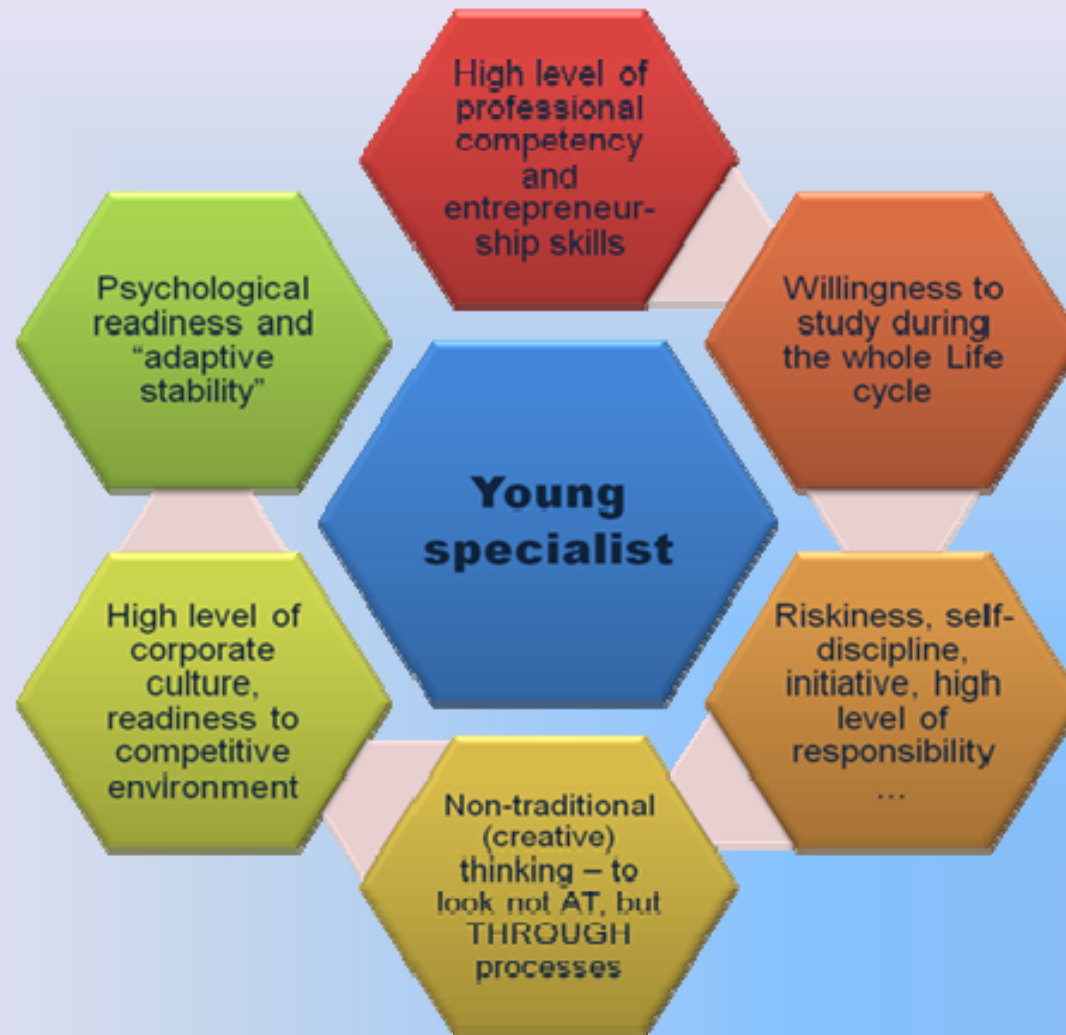 High level of
professional
competency
and
entrepreneur-
ship skills
Willingness to
study during
the whole Life
cycle
Riskiness, self-
discipline,
initiative, high
level of
responsibility
…
Non-traditional
(creative)
thinking – to
look not AT, but
THROUGH
processes
High level of
corporate
culture,
readiness to
competitive
environment
Psychological
readiness and
“adaptive
stability”
Young
specialist